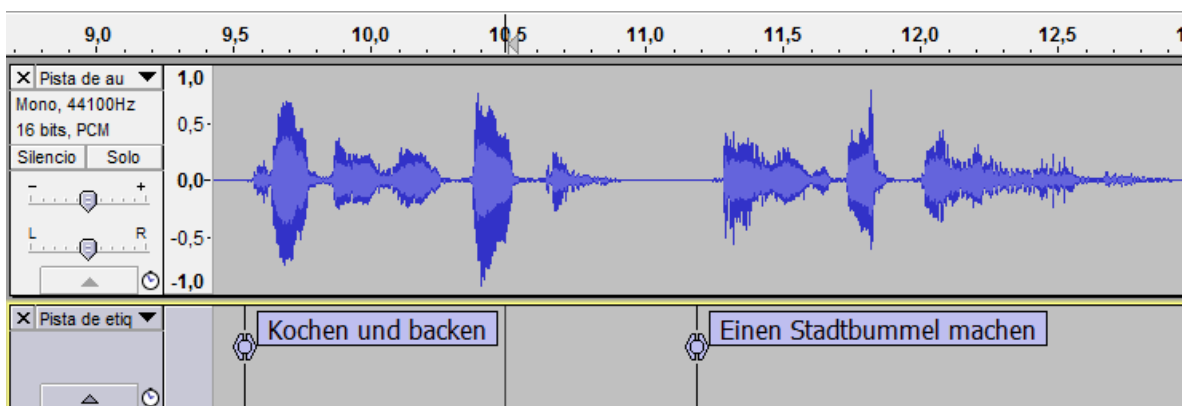 9,0 9,5 10,0 10,5 11,0 11,5 12,0 12,5 1
Pista de au 1,0
Mono, 44100Hz
16 bits, PCM 0,5
Silencio Solo
0,0
- +
L R -0,5
-1,0
Pista de etiq Kochen und backen Einen Stadtbummel machen